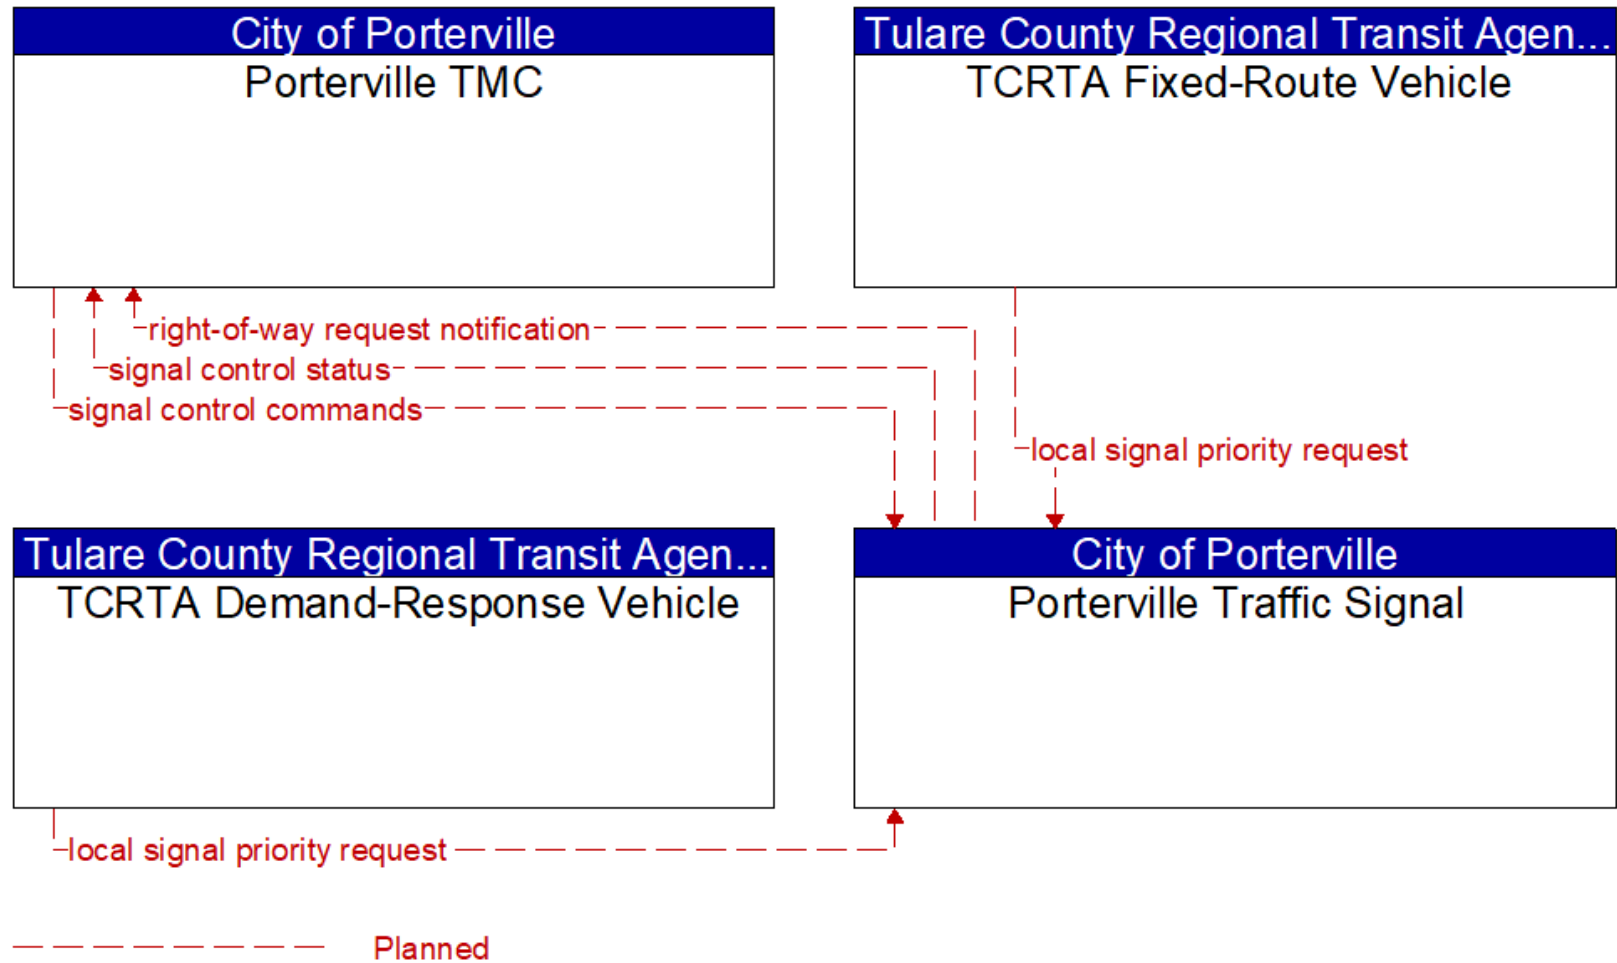 City of Porterville
Porterville TMC
Tulare County Regional Transit Agen...
TCRTA Fixed-Route Vehicle
right-of-way request notification
signal control status
signal control commands
local signal priority request
Tulare County Regional Transit Agen...
TCRTA Demand-Response Vehicle
City of Porterville
Porterville Traffic Signal
local signal priority request
Planned